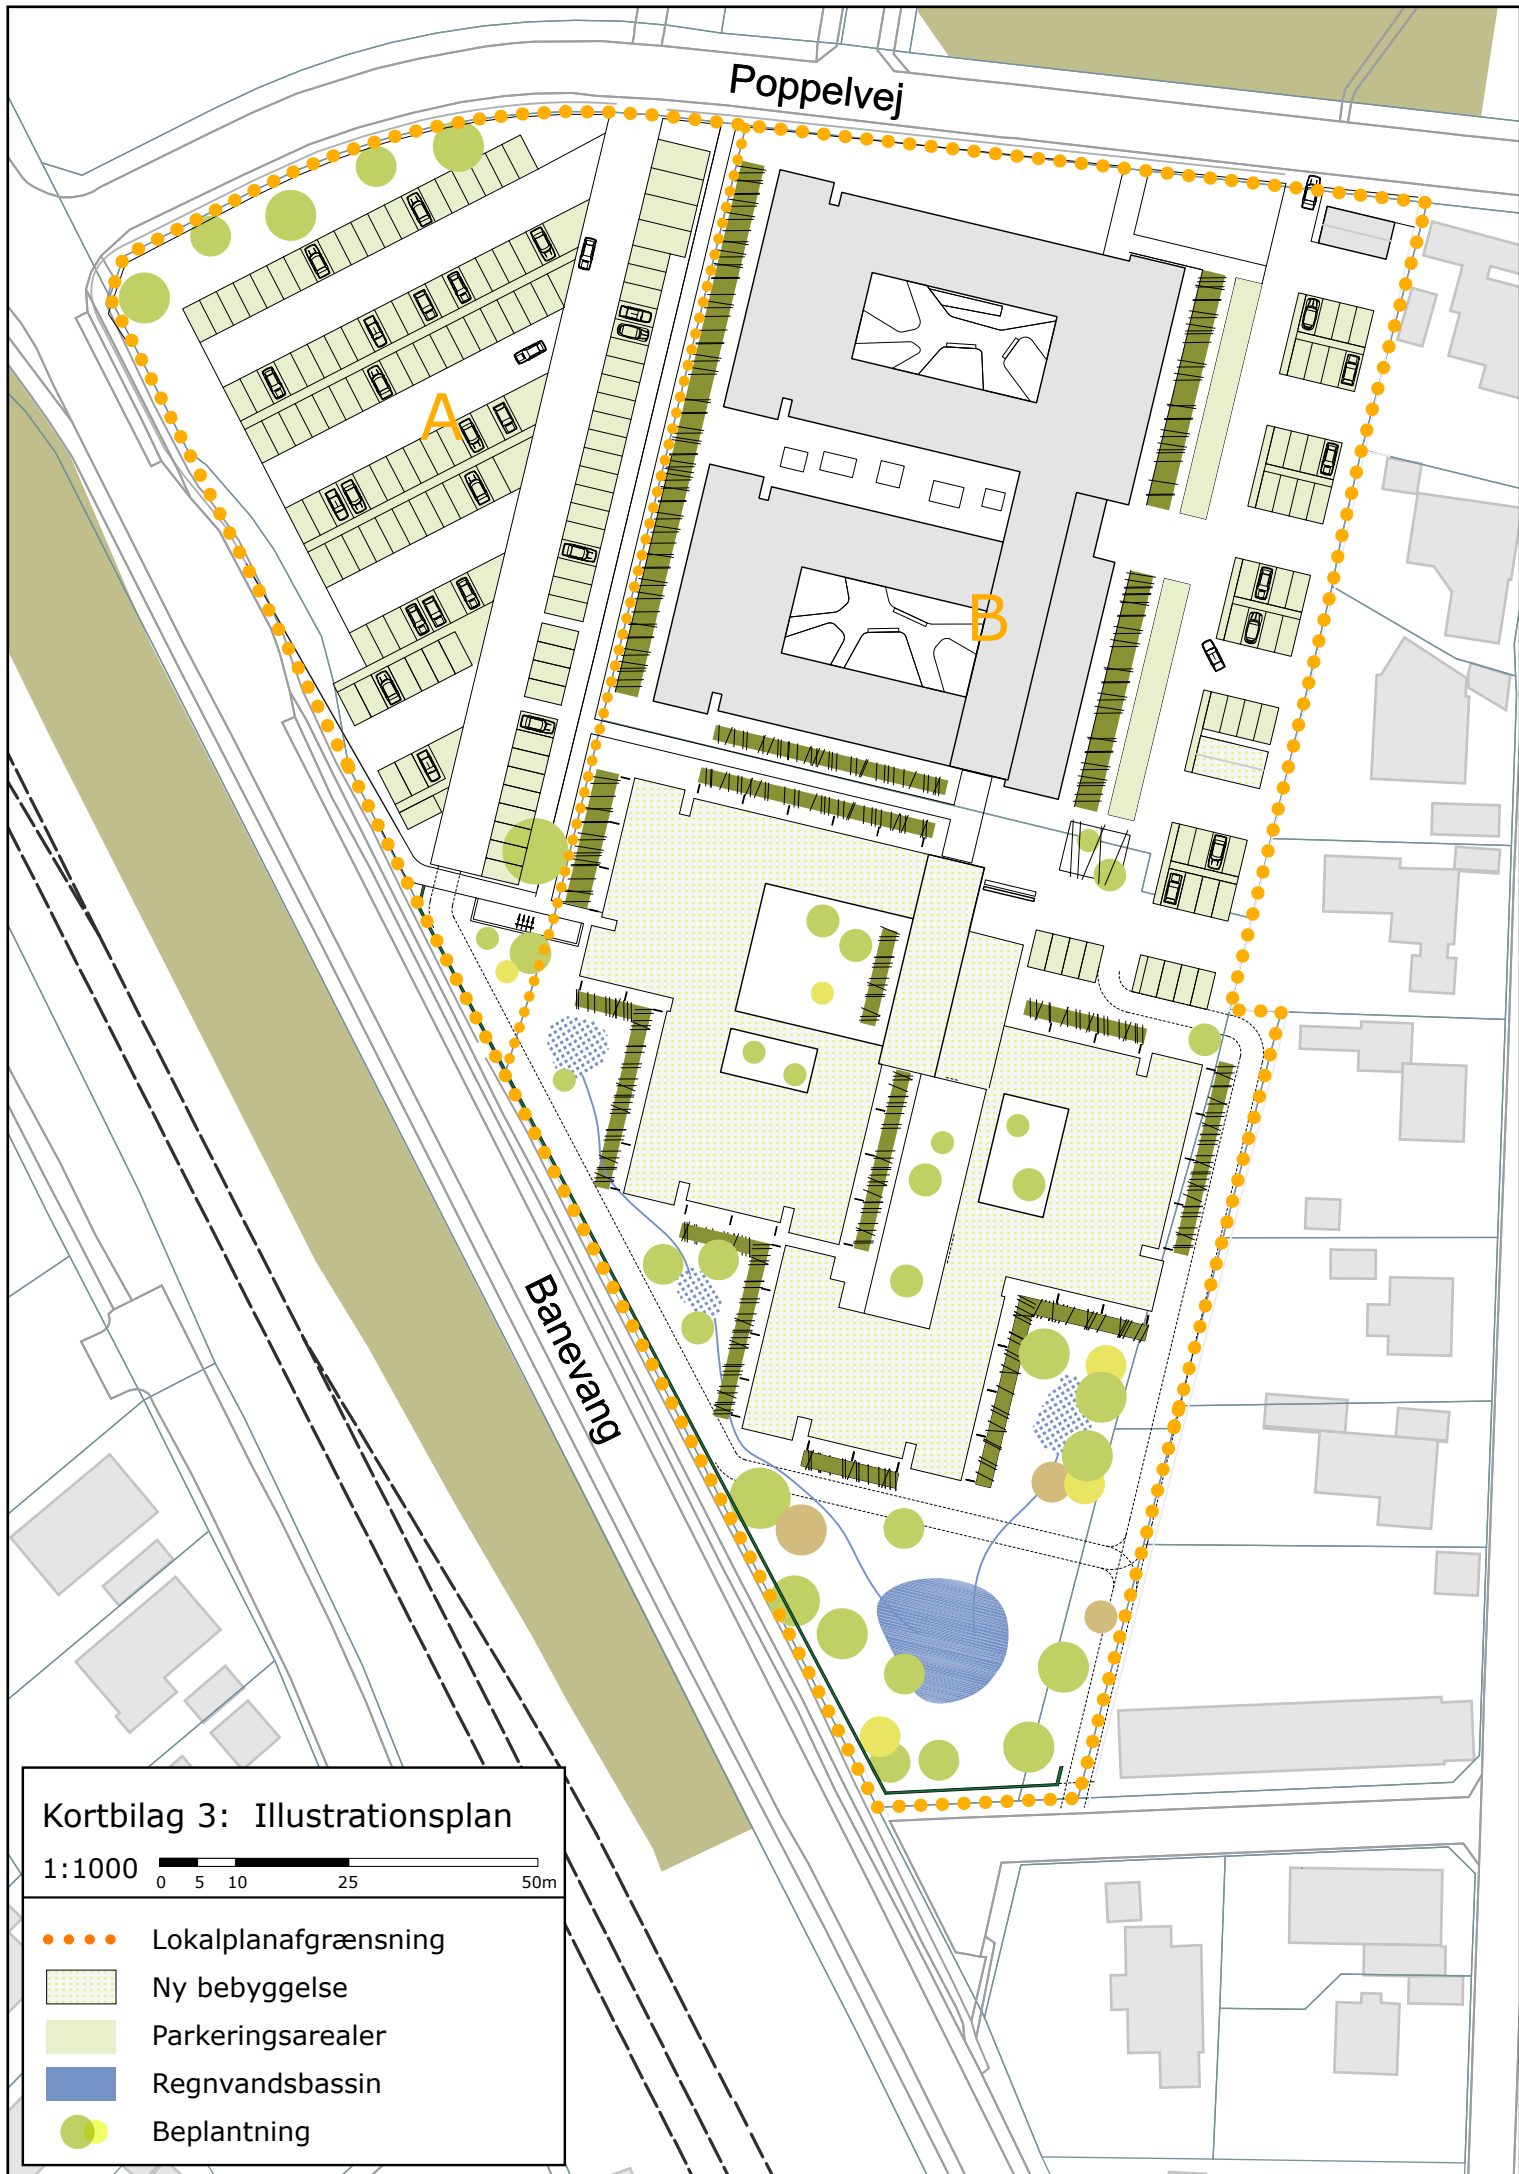 Poppelvej
A
B
Banevang
Kortbilag 3: Illustrationsplan
1:1000 0 5 10 25 50m
Lokalplanafgrænsning
Ny bebyggelse
Parkeringsarealer
Regnvandsbassin
Beplantning